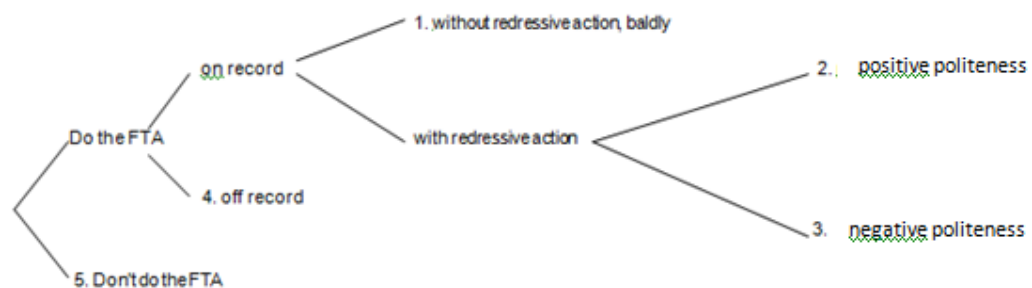 1. without redressive action, baldly
on record
2. positive politeness
Do the FTA
with redressive action
4. off record
3. negative politeness
5. Don't do the FTA